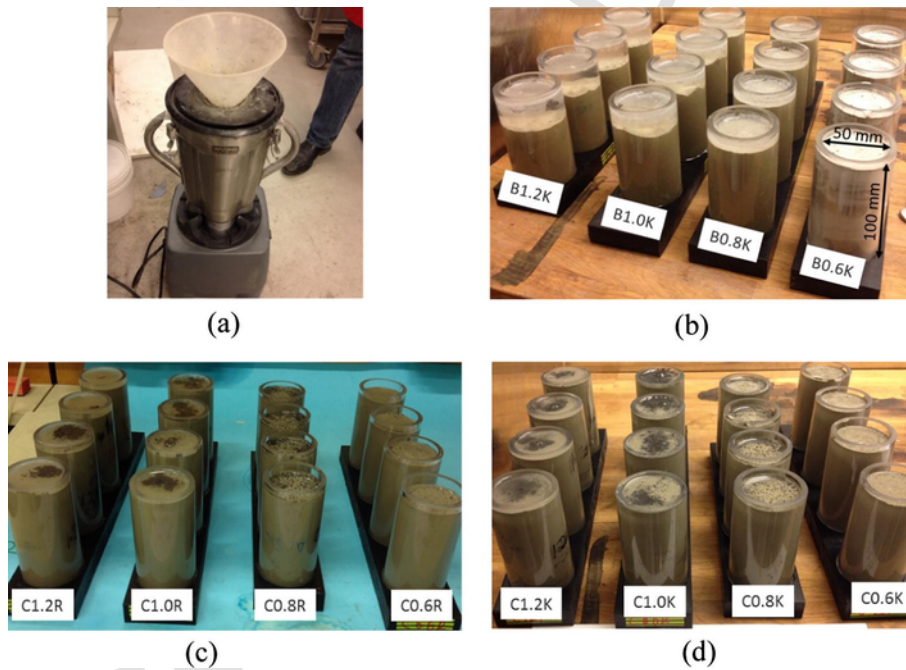 (a)
50 mm
100 mm
B1.2K
B1.0K
B0.8K
B0.6K
(b)
C1.2R
C1.0R
C0.8R
C0.6R
(c)
C1.2K
C1.0K
C0.8K
C0.6K
(d)